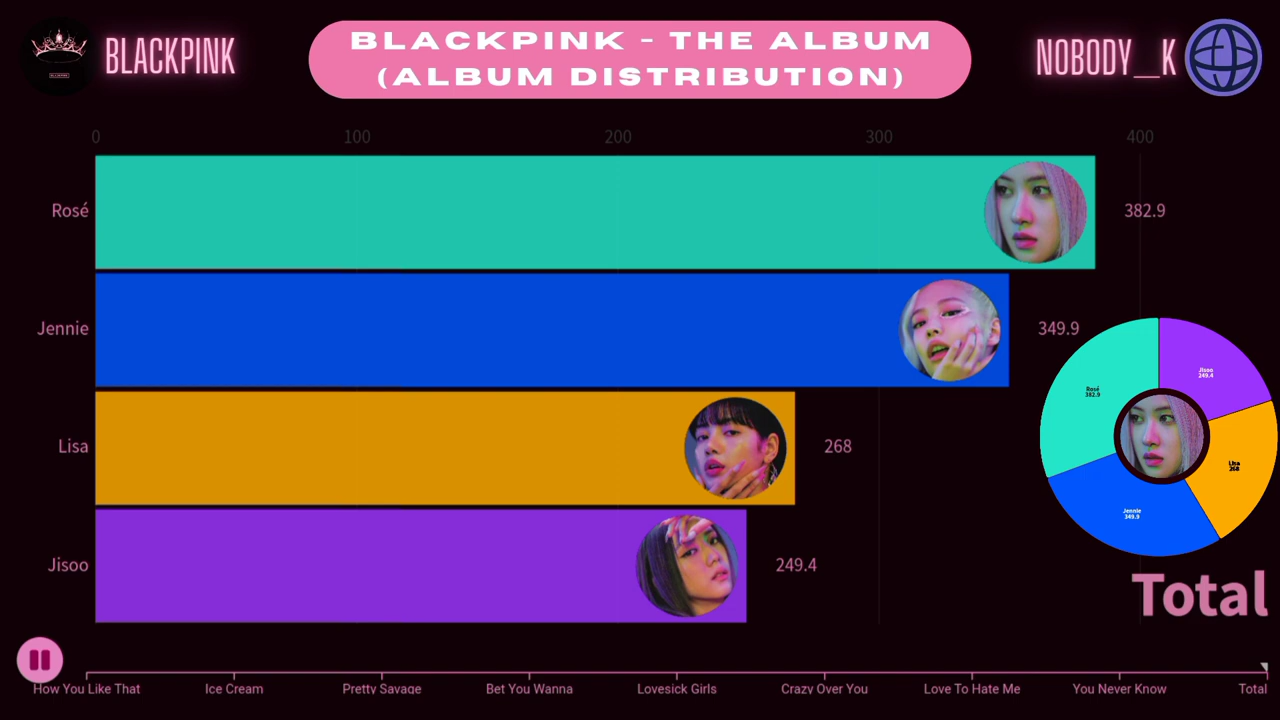 BLACKPINK
BLACKPINK - THE ALBUM
(ALBUM DISTRIBUTION)
NOBODY__K
0 100 200 300 400
Rosé 382.9
Jennie 349.9
Lisa 268
Jisoo 249.4
Jisoo
249.4
Rosé
382.9
Lisa
268
Jennie
349.9
Total
How You Like That Ice Cream Pretty Savage Bet You Wanna Lovesick Girls Crazy Over You Love To Hate Me You Never Know Total